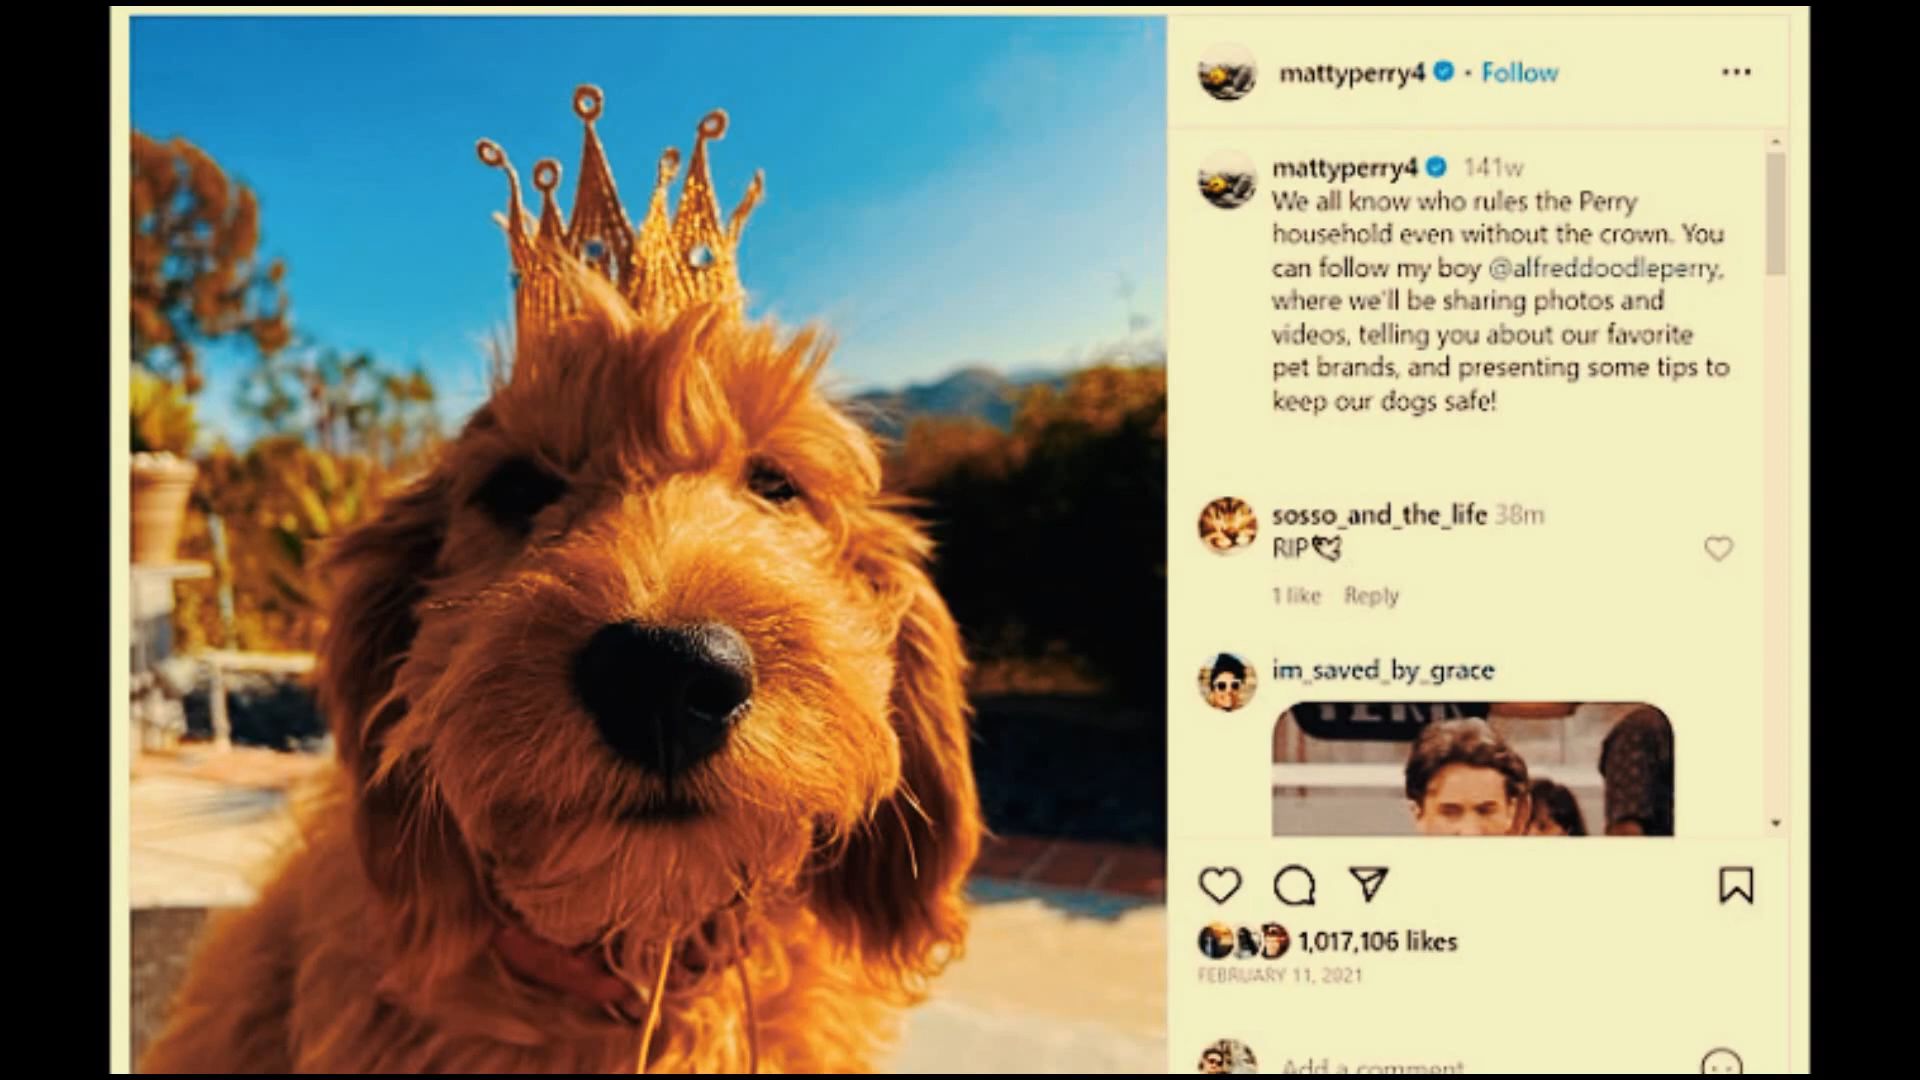 mattyperry4 • Follow
mattyperry4 141w
We all know who rules the Perry
household even without the crown. You
can follow my boy @alfreddoodleperry,
where we'll be sharing photos and
videos, telling you about our favorite
pet brands, and presenting some tips to
keep our dogs safe!
sosso_and_the_life 38m
RIP🕊
1 like Reply
im_saved_by_grace
1,017,106 likes
FEBRUARY 11, 2021
Add a comment